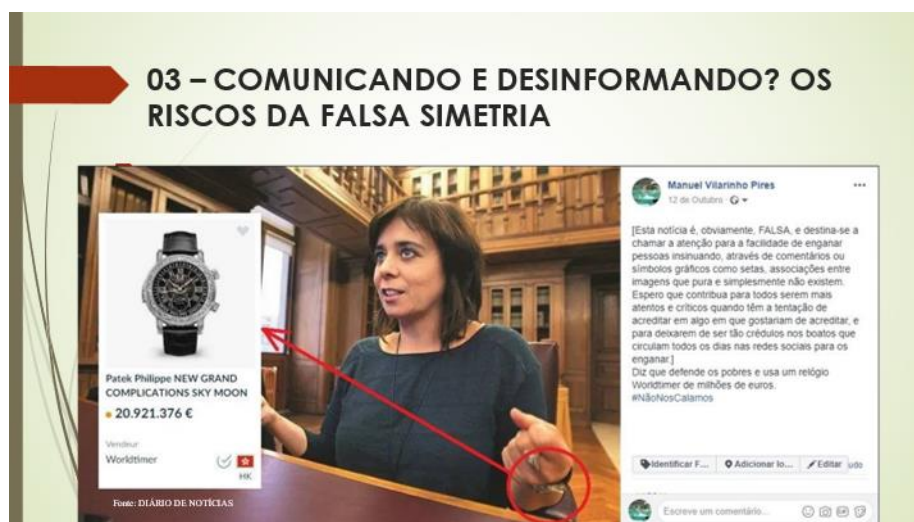 03 – COMUNICANDO E DESINFORMANDO? OS
RISCOS DA FALSA SIMETRIA
Patek Philippe NEW GRAND
COMPLICATIONS SKY MOON
20.921.376 €
Vendeur
Worldtimer
HK
Fonte: DIÁRIO DE NOTÍCIAS
Manuel Vilarinho Pires
12 de Outubro
[Esta notícia é, obviamente, FALSA, e destina-se a
chamar a atenção para a facilidade de enganar
pessoas insinuando, através de comentários ou
símbolos gráficos como setas, associações entre
imagens que pura e simplesmente não existem.
Espero que contribua para todos serem mais
atentos e críticos quando têm a tentação de
acreditar em algo em que gostariam de acreditar, e
para deixarem de ser tão crédulos nos boatos que
circulam todos os dias nas redes sociais para os
enganar.]
Diz que defende os pobres e usa um relógio
Worldtimer de milhões de euros.
#NãoNosCalamos
Identificar F... Adicionar lo... Editar udo
Escreve um comentário...
GIF